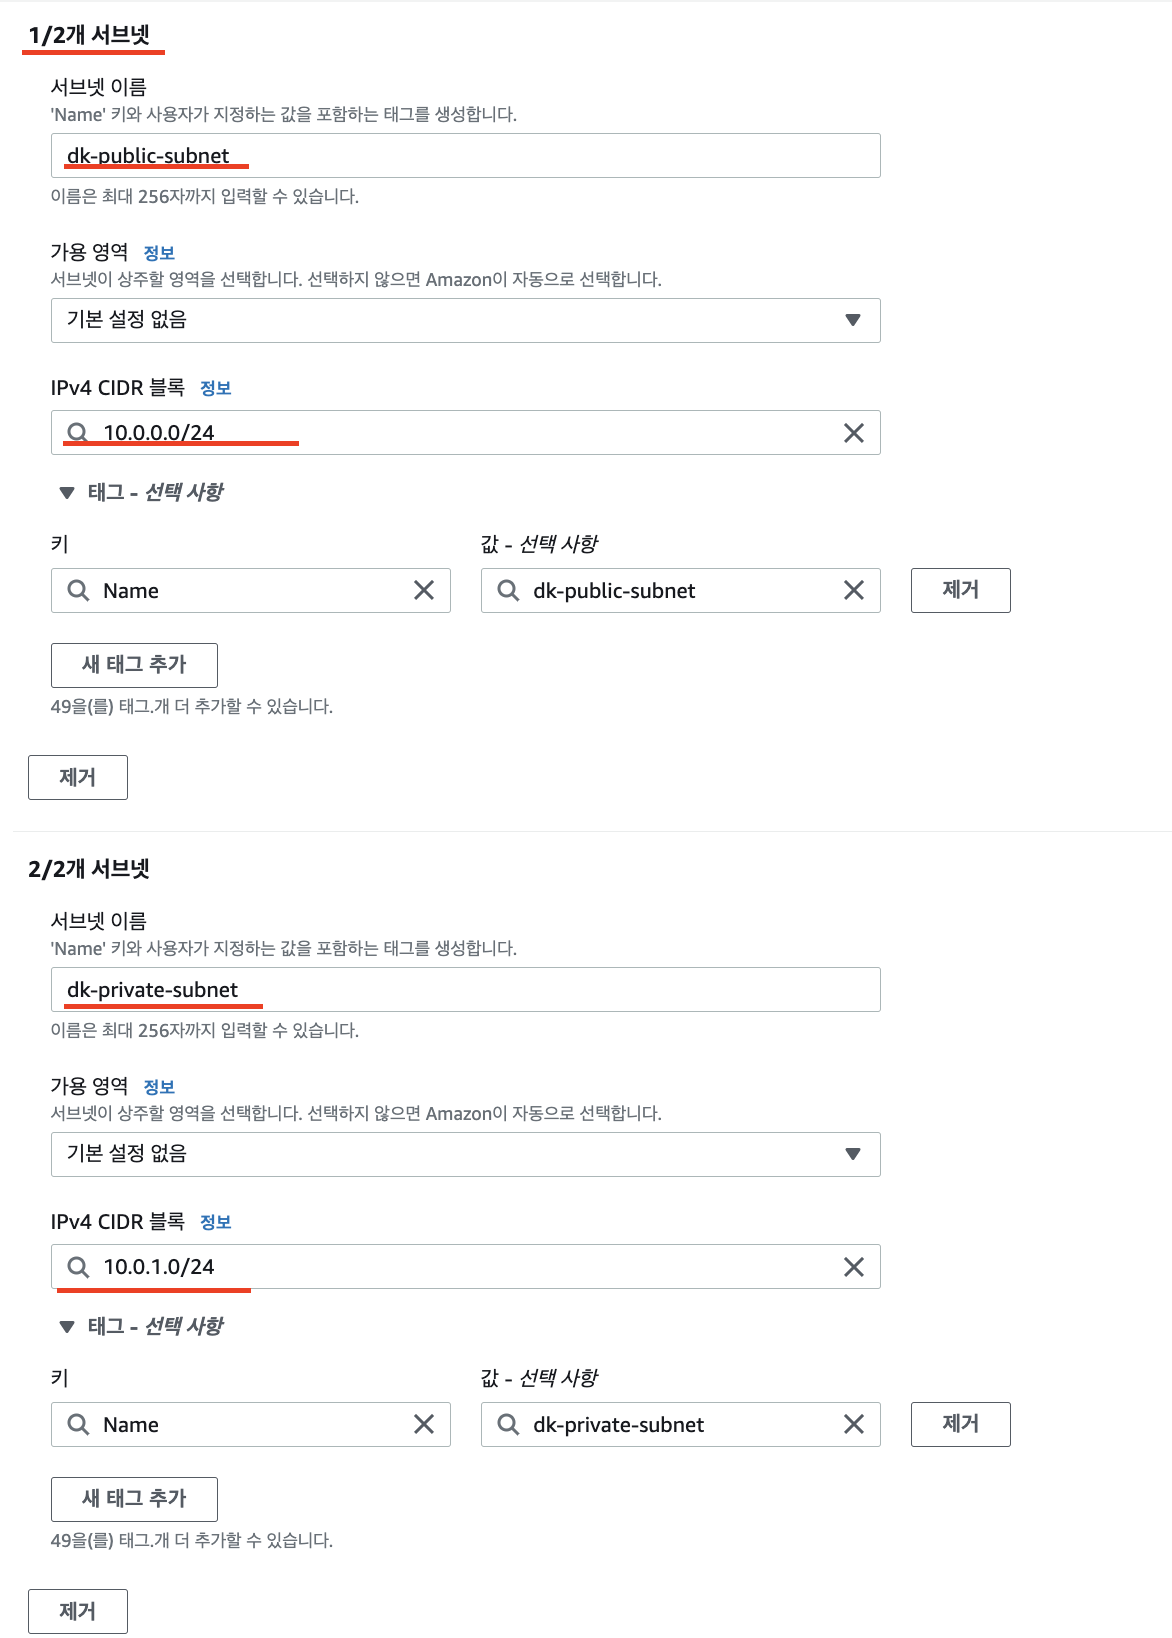 1/2개 서브넷
서브넷 이름
'Name' 키와 사용자가 지정하는 값을 포함하는 태그를 생성합니다.
dk-public-subnet
이름은 최대 256자까지 입력할 수 있습니다.
가용 영역 정보
서브넷이 상주할 영역을 선택합니다. 선택하지 않으면 Amazon이 자동으로 선택합니다.
기본 설정 없음
IPv4 CIDR 블록 정보
10.0.0.0/24
태그 - 선택 사항
키 값 - 선택 사항
Name dk-public-subnet 제거
새 태그 추가
49을(를) 태그.개 더 추가할 수 있습니다.
제거
2/2개 서브넷
서브넷 이름
'Name' 키와 사용자가 지정하는 값을 포함하는 태그를 생성합니다.
dk-private-subnet
이름은 최대 256자까지 입력할 수 있습니다.
가용 영역 정보
서브넷이 상주할 영역을 선택합니다. 선택하지 않으면 Amazon이 자동으로 선택합니다.
기본 설정 없음
IPv4 CIDR 블록 정보
10.0.1.0/24
태그 - 선택 사항
키 값 - 선택 사항
Name dk-private-subnet 제거
새 태그 추가
49을(를) 태그.개 더 추가할 수 있습니다.
제거